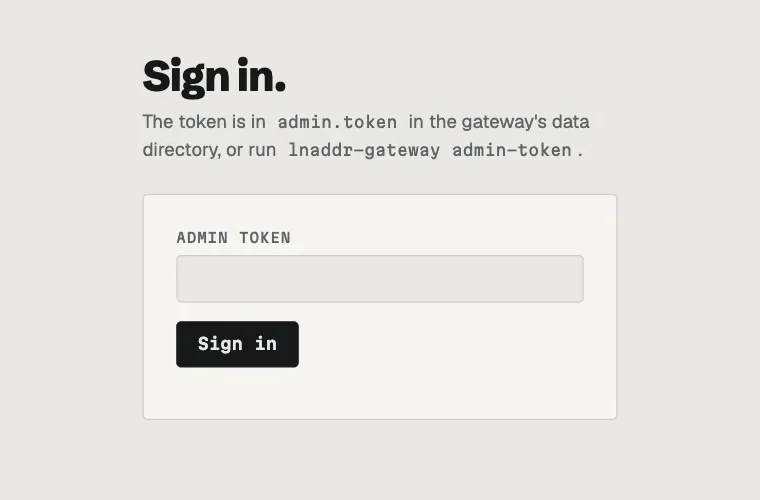 Sign in.
The token is in admin.token in the gateway's data
directory, or run lnaddr-gateway admin-token.
ADMIN TOKEN
Sign in